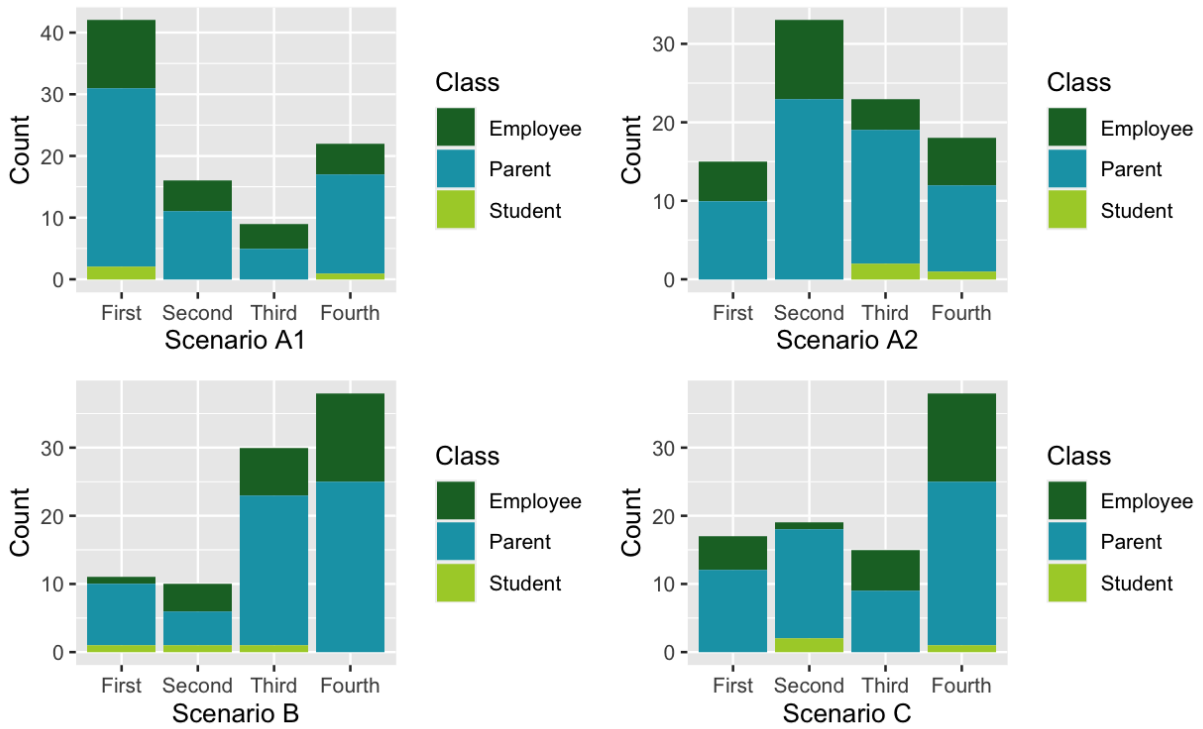 Count
40
30
20
10
0
First Second Third Fourth
Scenario A1
Class
Employee
Parent
Student
Count
30
20
10
0
First Second Third Fourth
Scenario A2
Class
Employee
Parent
Student
Count
30
20
10
0
First Second Third Fourth
Scenario B
Class
Employee
Parent
Student
Count
30
20
10
0
First Second Third Fourth
Scenario C
Class
Employee
Parent
Student